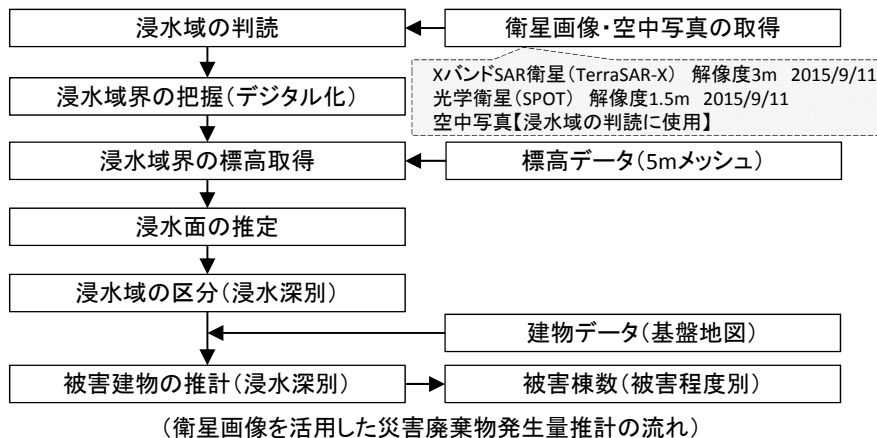 浸水域の判読
衛星画像・空中写真の取得
XバンドSAR衛星(TerraSAR-X) 解像度3m 2015/9/11
光学衛星(SPOT) 解像度1.5m 2015/9/11
空中写真【浸水域の判読に使用】
浸水域界の把握(デジタル化)
浸水域界の標高取得
標高データ(5mメッシュ)
浸水面の推定
浸水域の区分(浸水深別)
建物データ(基盤地図)
被害建物の推計(浸水深別)
被害棟数(被害程度別)
(衛星画像を活用した災害廃棄物発生量推計の流れ)